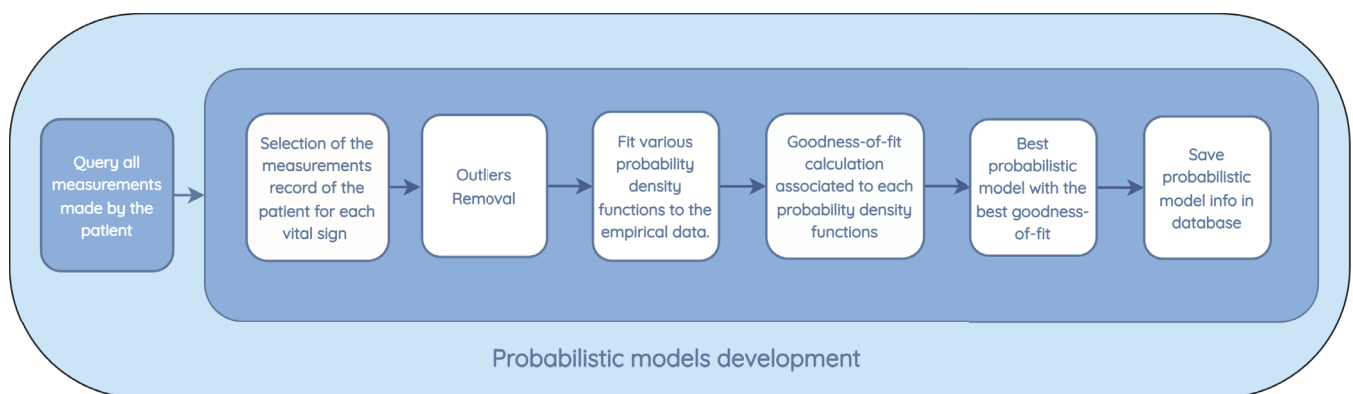 Query all
measurements
made by the
patient
Selection of the
measurements
record of the
patient for each
vital sign
Outliers
Removal
Fit various
probability
density
functions to the
empirical data.
Goodness-of-fit
calculation
associated to each
probability density
functions
Best
probabilistic
model with the
best goodness-
of-fit
Save
probabilistic
model info in
database
Probabilistic models development